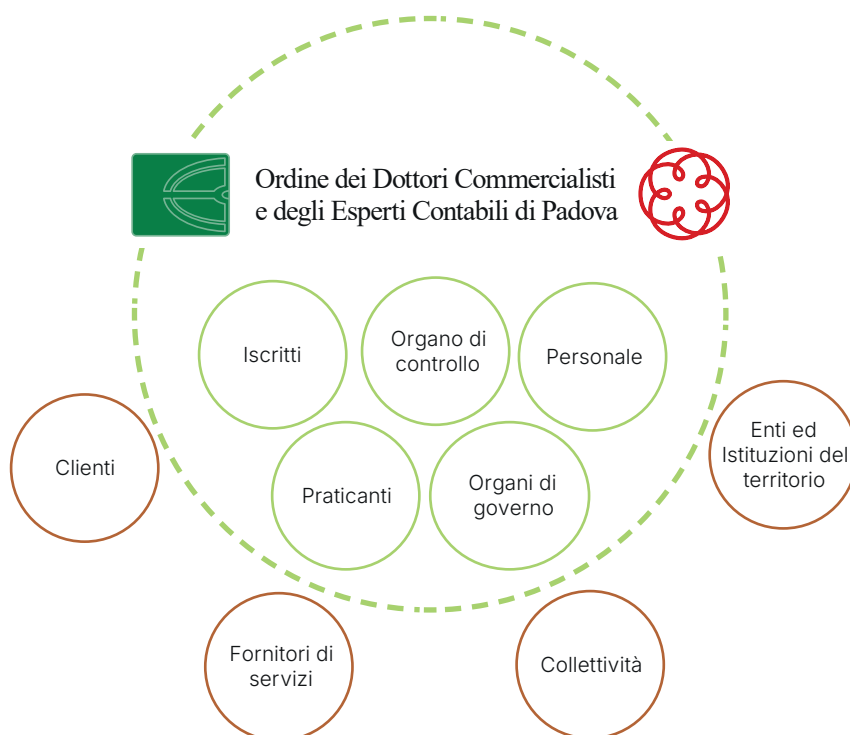 Ordine dei Dottori Commercialisti
e degli Esperti Contabili di Padova
Iscritti
Organo di
controllo
Personale
Clienti
Praticanti
Organi di
governo
Enti ed
Istituzioni del
territorio
Fornitori di
servizi
Collettività